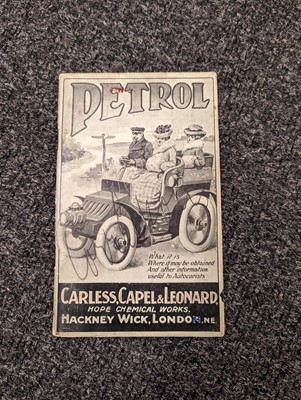 PETROL
What it is
Where it may be obtained
And other information
useful to Autocarists
CARLESS, CAPEL & LEONARD,
HOPE CHEMICAL WORKS,
HACKNEY WICK, LONDON, N.E.